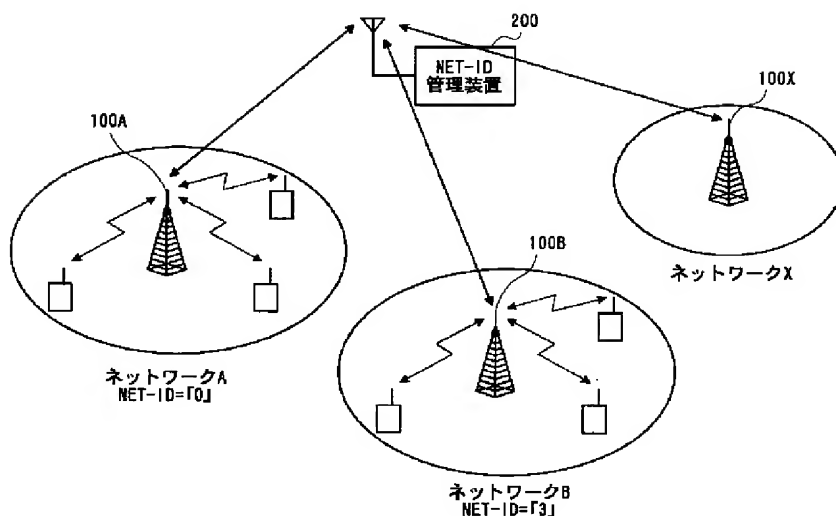 200
NET-ID
管理装置
100X
100A
100B
ネットワークX
ネットワークA
NET-ID=「0」
ネットワークB
NET-ID=「3」